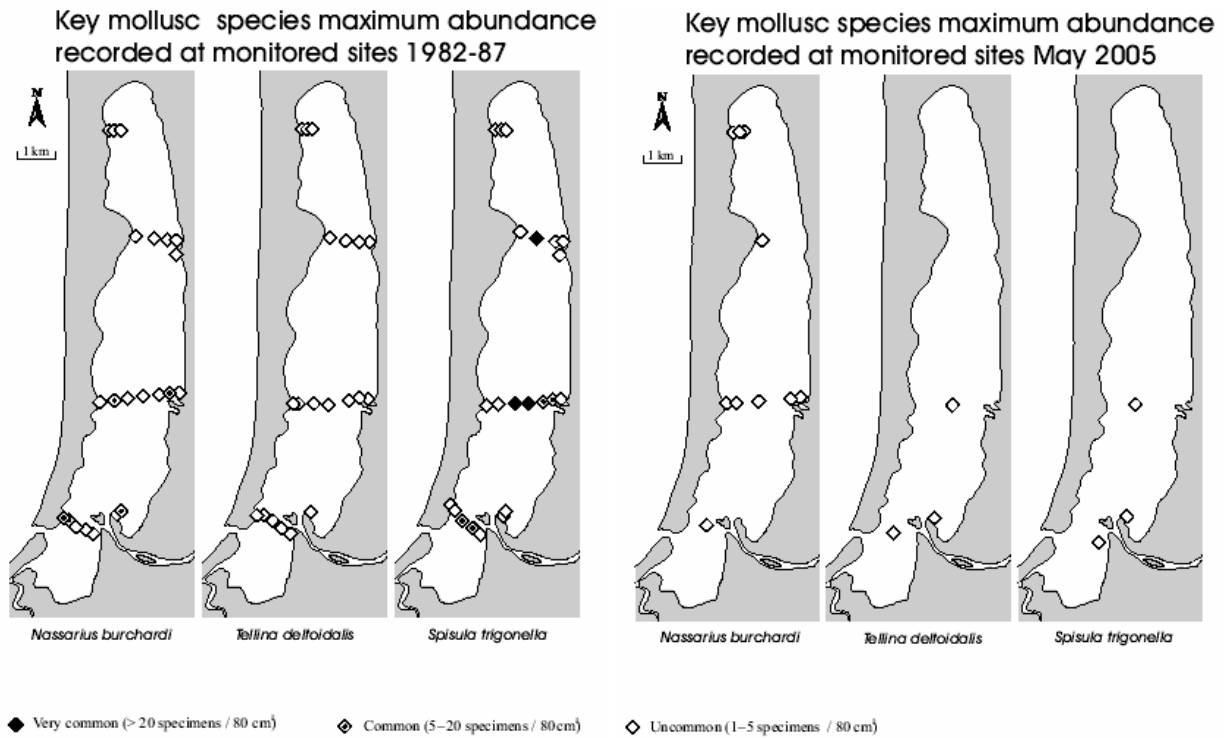 Key mollusc species maximum abundance
recorded at monitored sites 1982-87
Key mollusc species maximum abundance
recorded at monitored sites May 2005
N
1 km
N
1 km
Nassarius burchardi
Tellina deltoidalis
Spisula trigonella
Nassarius burchardi
Tellina deltoidalis
Spisula trigonella
Very common (> 20 specimens / 80 cm³)
Common (5–20 specimens / 80cm³)
Uncommon (1–5 specimens / 80 cm³)